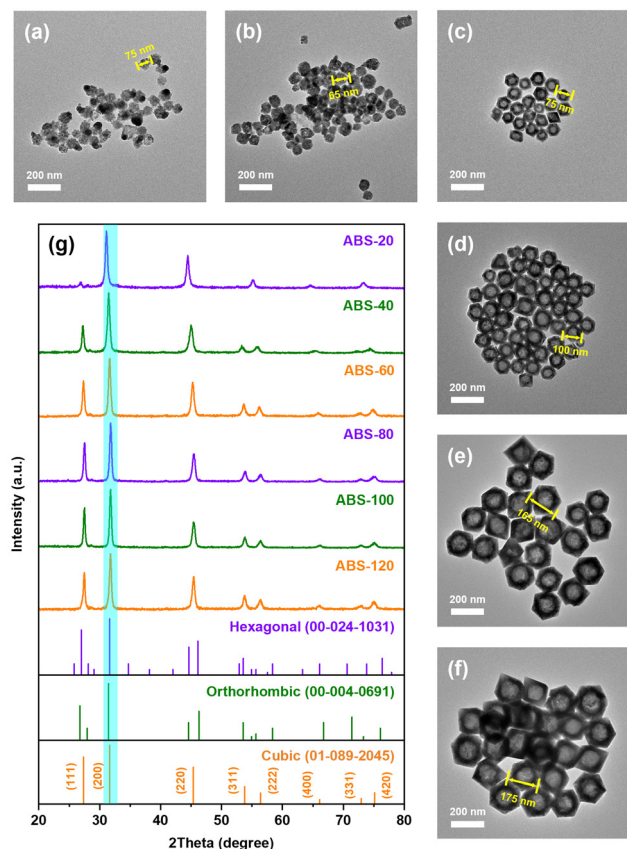 (a)
75 nm
200 nm
(b)
65 nm
200 nm
(c)
75 nm
200 nm
(g)
ABS-20
ABS-40
ABS-60
ABS-80
ABS-100
ABS-120
Hexagonal (00-024-1031)
Orthorhombic (00-004-0691)
Cubic (01-089-2045)
(111)
(200)
(220)
(311)
(222)
(400)
(331)
(420)
Intensity (a.u.)
20 30 40 50 60 70 80
2Theta (degree)
(d)
100 nm
200 nm
(e)
165 nm
200 nm
(f)
175 nm
200 nm